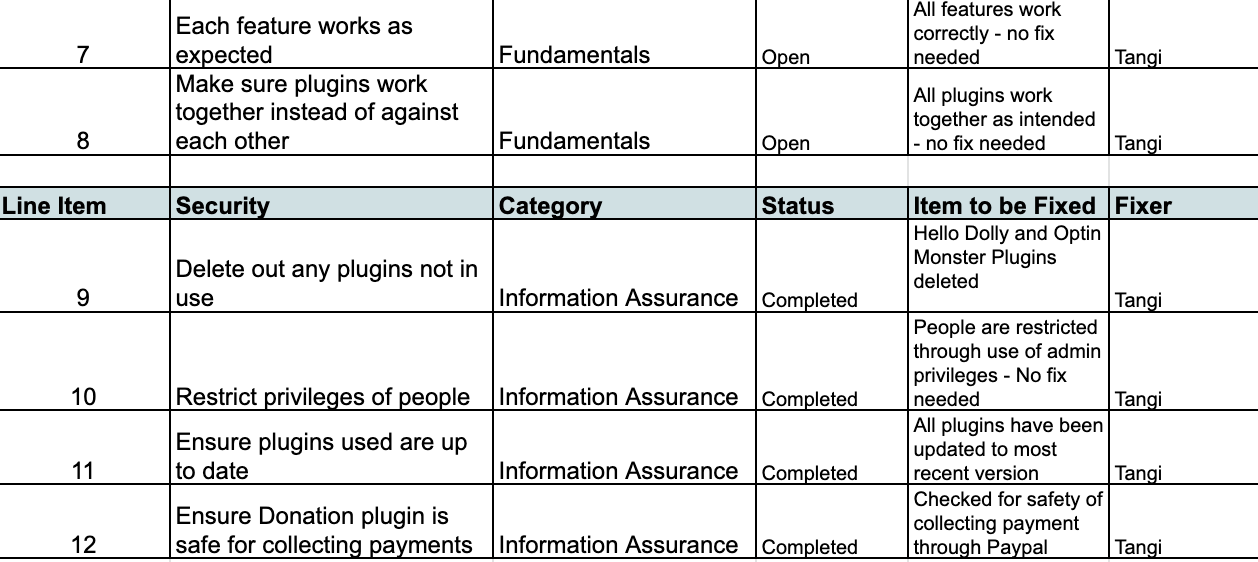 7 Each feature works as expected Fundamentals Open All features work correctly - no fix needed Tangi
8 Make sure plugins work together instead of against each other Fundamentals Open All plugins work together as intended - no fix needed Tangi
Line Item Security Category Status Item to be Fixed Fixer
9 Delete out any plugins not in use Information Assurance Completed Hello Dolly and Optin Monster Plugins deleted Tangi
10 Restrict privileges of people Information Assurance Completed People are restricted through use of admin privileges - No fix needed Tangi
11 Ensure plugins used are up to date Information Assurance Completed All plugins have been updated to most recent version Tangi
12 Ensure Donation plugin is safe for collecting payments Information Assurance Completed Checked for safety of collecting payment through Paypal Tangi